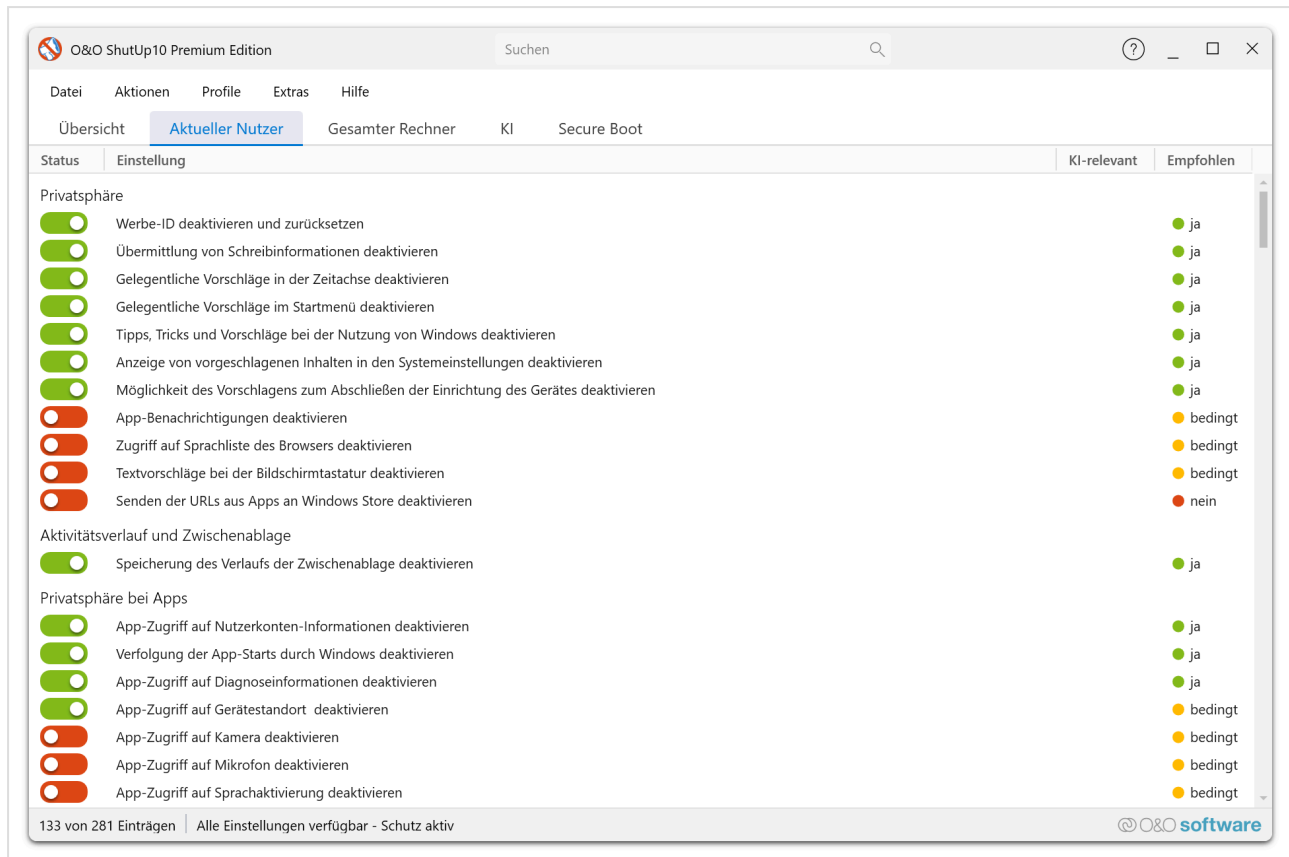 O&O ShutUp10 Premium Edition Suchen ?
Datei Aktionen Profile Extras Hilfe
Übersicht Aktueller Nutzer Gesamter Rechner KI Secure Boot
Status Einstellung KI-relevant Empfohlen
Privatsphäre
Werbe-ID deaktivieren und zurücksetzen ja
Übermittlung von Schreibinformationen deaktivieren ja
Gelegentliche Vorschläge in der Zeitachse deaktivieren ja
Gelegentliche Vorschläge im Startmenü deaktivieren ja
Tipps, Tricks und Vorschläge bei der Nutzung von Windows deaktivieren ja
Anzeige von vorgeschlagenen Inhalten in den Systemeinstellungen deaktivieren ja
Möglichkeit des Vorschlagens zum Abschließen der Einrichtung des Gerätes deaktivieren ja
App-Benachrichtigungen deaktivieren bedingt
Zugriff auf Sprachliste des Browsers deaktivieren bedingt
Textvorschläge bei der Bildschirmtastatur deaktivieren bedingt
Senden der URLs aus Apps an Windows Store deaktivieren nein
Aktivitätsverlauf und Zwischenablage
Speicherung des Verlaufs der Zwischenablage deaktivieren ja
Privatsphäre bei Apps
App-Zugriff auf Nutzerkonten-Informationen deaktivieren ja
Verfolgung der App-Starts durch Windows deaktivieren ja
App-Zugriff auf Diagnoseinformationen deaktivieren ja
App-Zugriff auf Gerätestandort deaktivieren bedingt
App-Zugriff auf Kamera deaktivieren bedingt
App-Zugriff auf Mikrofon deaktivieren bedingt
App-Zugriff auf Sprachaktivierung deaktivieren bedingt
133 von 281 Einträgen Alle Einstellungen verfügbar - Schutz aktiv O&O software